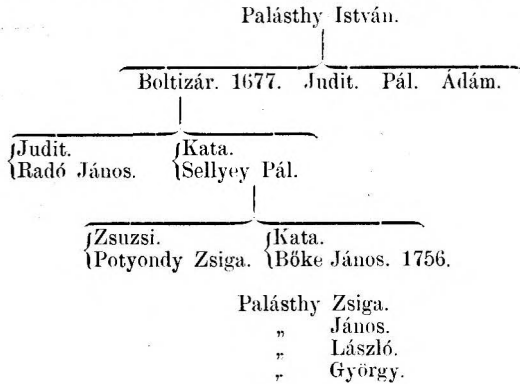 Palásthy István.
Boltizár. 1677. Judit. Pál. Ádám.
Judit. Kata.
Radó János. Sellyey Pál.
Zsuzsi. Kata.
Potyondy Zsiga. Bőke János. 1756.
Palásthy Zsiga.
„ János.
„ László.
„ György.